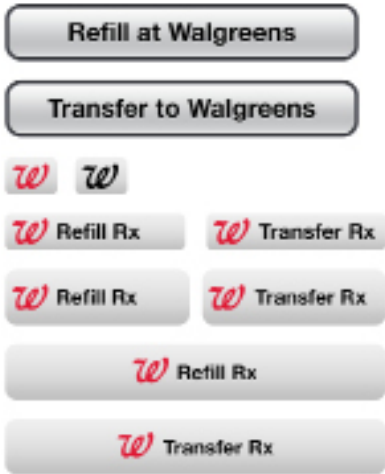 Refill at Walgreens
Transfer to Walgreens
W W
W Refill Rx W Transfer Rx
W Refill Rx W Transfer Rx
W Refill Rx
W Transfer Rx